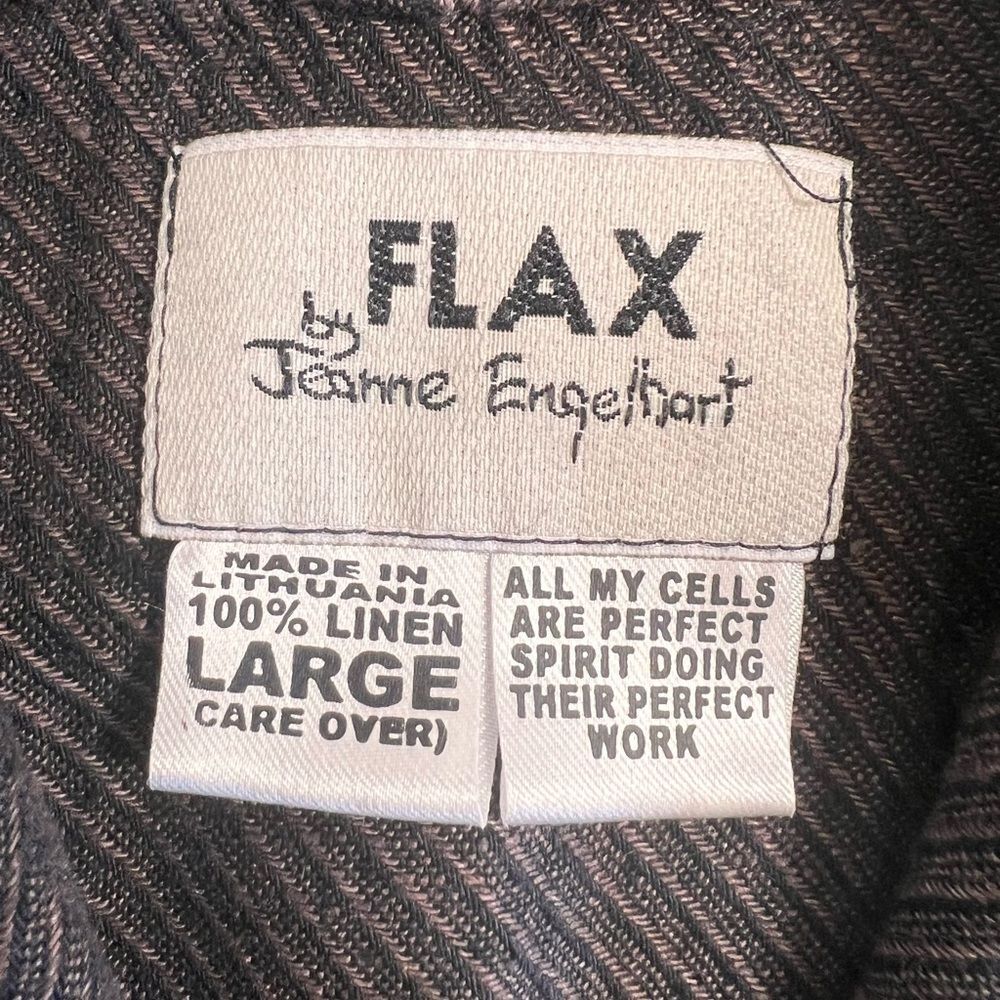 FLAX
by
Jeanne Engelhart
MADE IN
LITHUANIA
100% LINEN
LARGE
CARE OVER)
ALL MY CELLS
ARE PERFECT
SPIRIT DOING
THEIR PERFECT
WORK